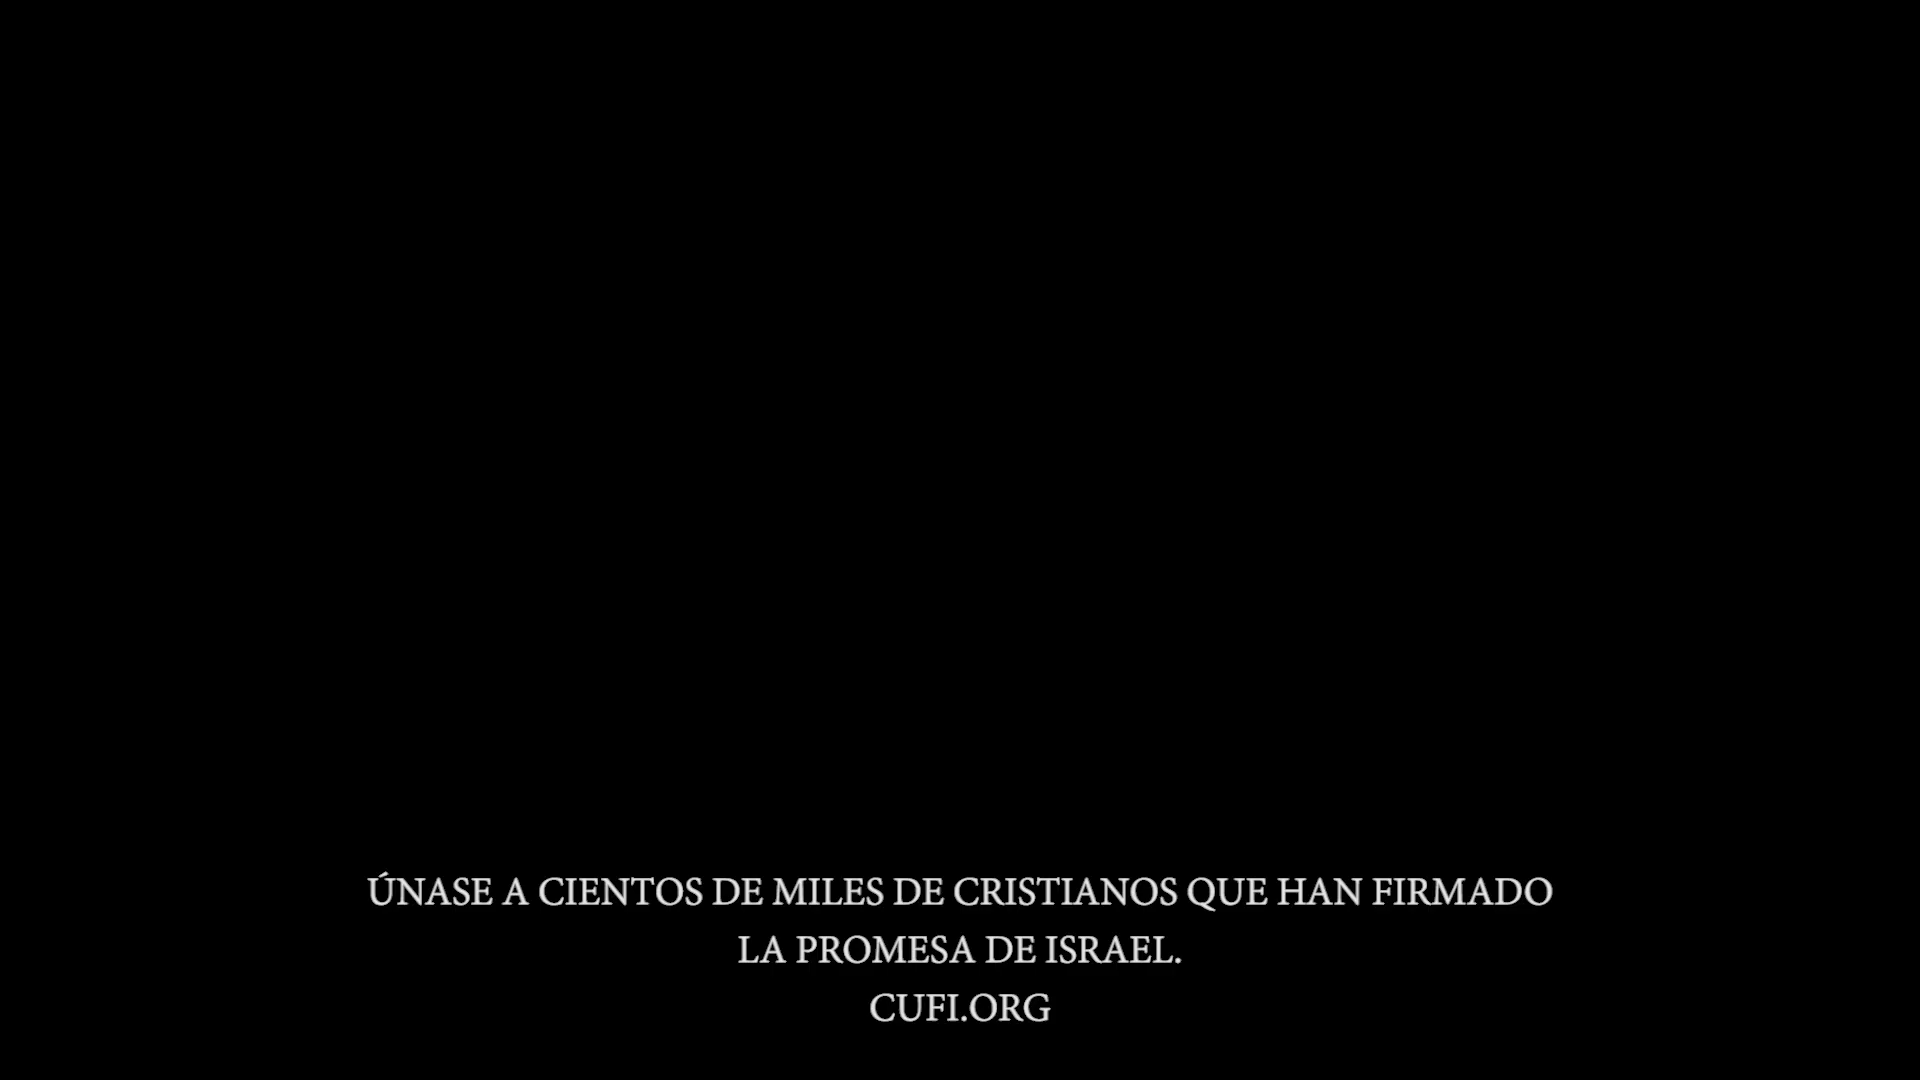 ÚNASE A CIENTOS DE MILES DE CRISTIANOS QUE HAN FIRMADO
LA PROMESA DE ISRAEL.
CUFI.ORG